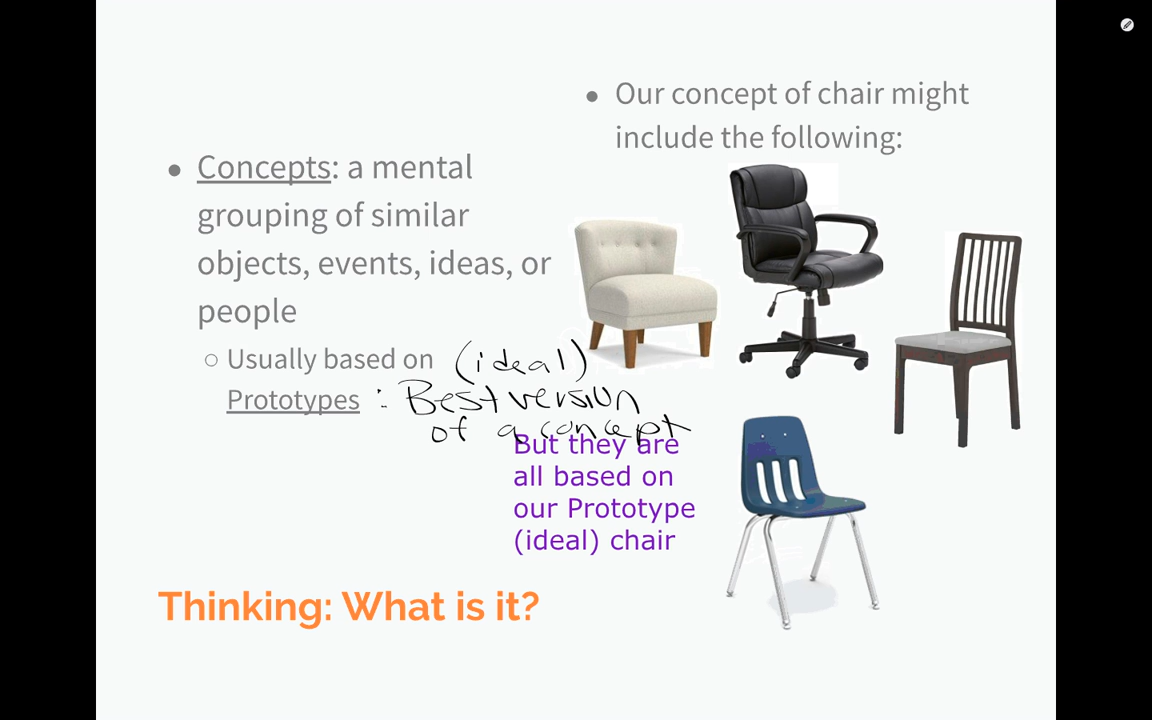 ● Concepts: a mental
grouping of similar
objects, events, ideas, or
people
○ Usually based on (ideal)
Prototypes : Best version
of a concept
● Our concept of chair might
include the following:
But they are
all based on
our Prototype
(ideal) chair
Thinking: What is it?